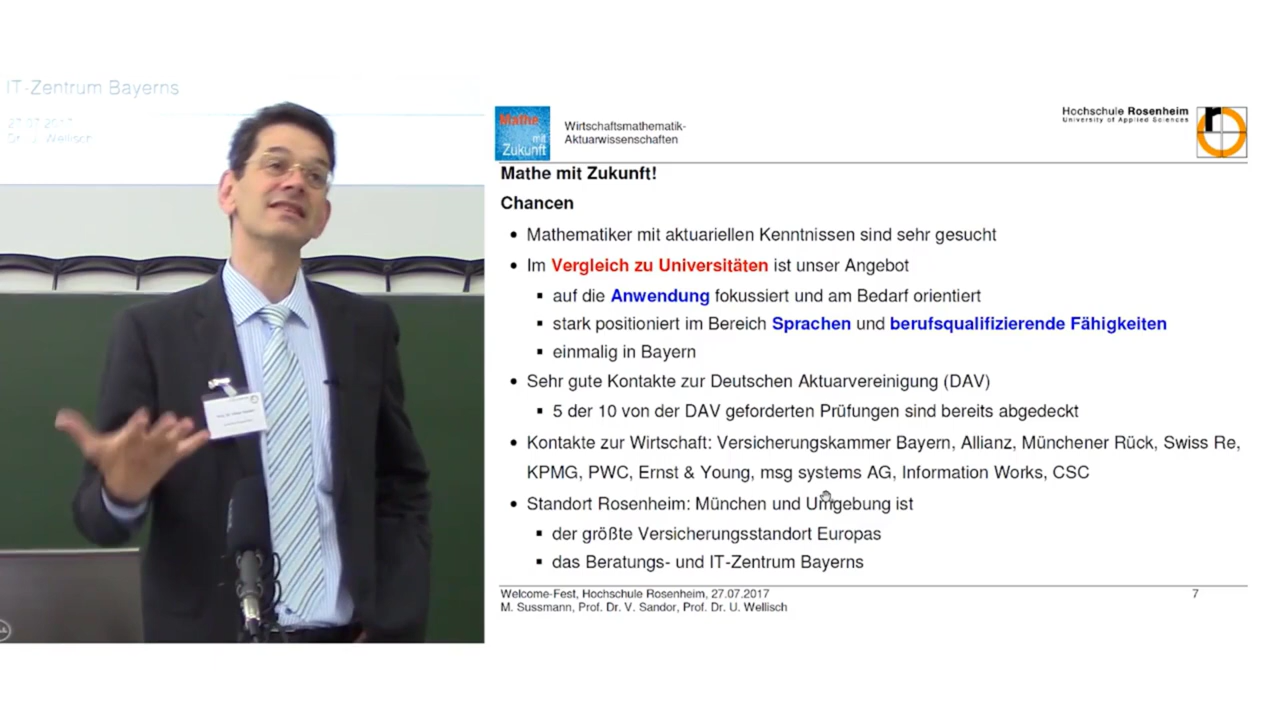 IT-Zentrum Bayerns
27.07.2017
Dr. U. Wellisch
Mathe
mit
Zukunft
Wirtschaftsmathematik-
Aktuarwissenschaften
Hochschule Rosenheim
University of Applied Sciences
Mathe mit Zukunft!
Chancen
• Mathematiker mit aktuariellen Kenntnissen sind sehr gesucht
• Im Vergleich zu Universitäten ist unser Angebot
▪ auf die Anwendung fokussiert und am Bedarf orientiert
▪ stark positioniert im Bereich Sprachen und berufsqualifizierende Fähigkeiten
▪ einmalig in Bayern
• Sehr gute Kontakte zur Deutschen Aktuarvereinigung (DAV)
▪ 5 der 10 von der DAV geforderten Prüfungen sind bereits abgedeckt
• Kontakte zur Wirtschaft: Versicherungskammer Bayern, Allianz, Münchener Rück, Swiss Re,
KPMG, PWC, Ernst & Young, msg systems AG, Information Works, CSC
• Standort Rosenheim: München und Umgebung ist
▪ der größte Versicherungsstandort Europas
▪ das Beratungs- und IT-Zentrum Bayerns
Welcome-Fest, Hochschule Rosenheim, 27.07.2017
7
M. Sussmann, Prof. Dr. V. Sandor, Prof. Dr. U. Wellisch